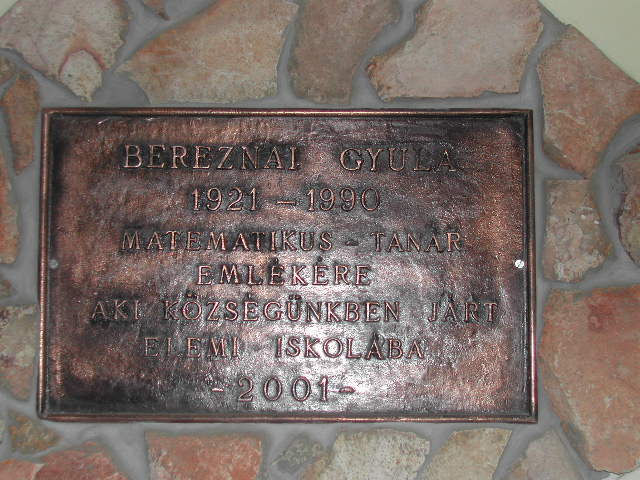 BEREZNAI GYULA
1921 - 1990
MATEMATIKUS - TANÁR
EMLÉKÉRE
AKI KÖZSÉGÜNKBEN JÁRT
ELEMI ISKOLÁBA
- 2001 -